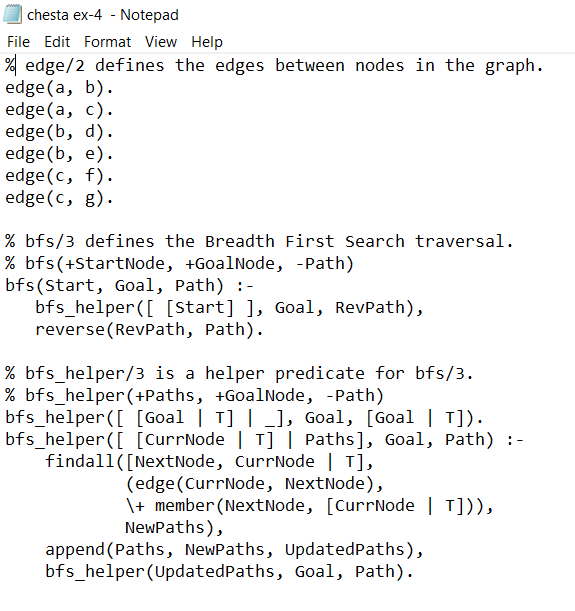 chesta ex-4 - Notepad
File Edit Format View Help
% edge/2 defines the edges between nodes in the graph.
edge(a, b).
edge(a, c).
edge(b, d).
edge(b, e).
edge(c, f).
edge(c, g).

% bfs/3 defines the Breadth First Search traversal.
% bfs(+StartNode, +GoalNode, -Path)
bfs(Start, Goal, Path) :-
   bfs_helper([ [Start] ], Goal, RevPath),
   reverse(RevPath, Path).

% bfs_helper/3 is a helper predicate for bfs/3.
% bfs_helper(+Paths, +GoalNode, -Path)
bfs_helper([ [Goal | T] | _], Goal, [Goal | T]).
bfs_helper([ [CurrNode | T] | Paths], Goal, Path) :-
    findall([NextNode, CurrNode | T],
            (edge(CurrNode, NextNode),
            \+ member(NextNode, [CurrNode | T])),
            NewPaths),
    append(Paths, NewPaths, UpdatedPaths),
    bfs_helper(UpdatedPaths, Goal, Path).